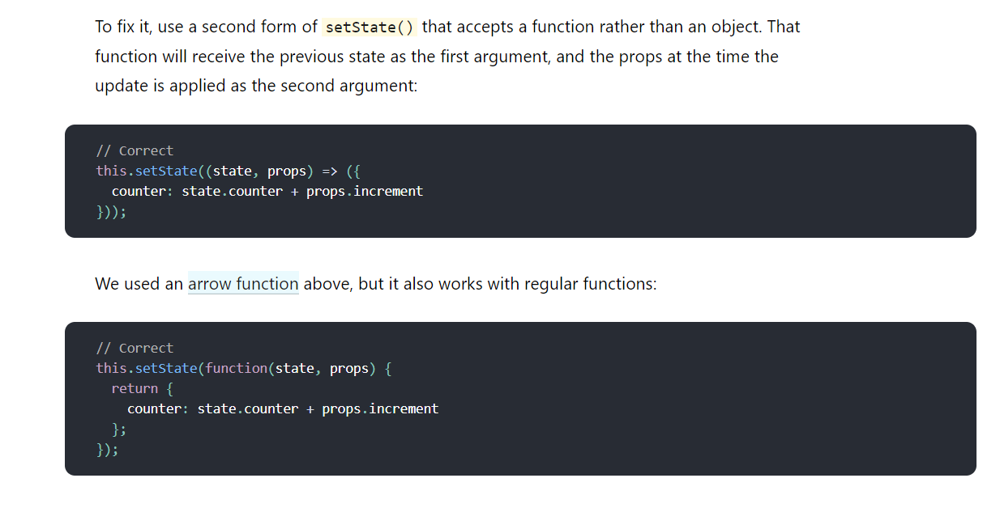 To fix it, use a second form of setState() that accepts a function rather than an object. That
function will receive the previous state as the first argument, and the props at the time the
update is applied as the second argument:
// Correct
this.setState((state, props) => ({
  counter: state.counter + props.increment
}));
We used an arrow function above, but it also works with regular functions:
// Correct
this.setState(function(state, props) {
  return {
    counter: state.counter + props.increment
  };
});